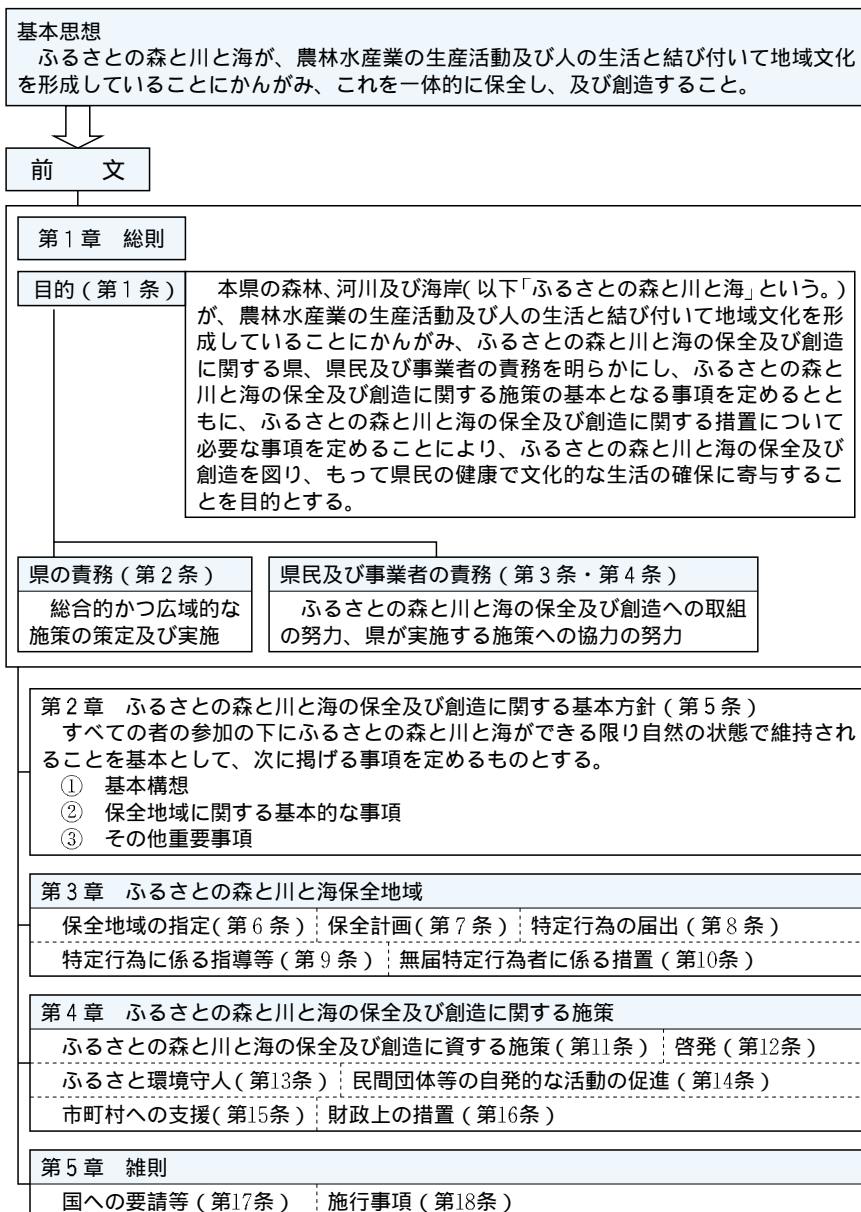 基本思想
ふるさとの森と川と海が、農林水産業の生産活動及び人の生活と結び付いて地域文化
を形成していることにかんがみ、これを一体的に保全し、及び創造すること。
前　文
第1章　総則
目的(第1条)
本県の森林、河川及び海岸(以下「ふるさとの森と川と海」という。)
が、農林水産業の生産活動及び人の生活と結び付いて地域文化を形
成していることにかんがみ、ふるさとの森と川と海の保全及び創造
に関する県、県民及び事業者の責務を明らかにし、ふるさとの森と
川と海の保全及び創造に関する施策の基本となる事項を定めるとと
もに、ふるさとの森と川と海の保全及び創造に関する措置について
必要な事項を定めることにより、ふるさとの森と川と海の保全及び
創造を図り、もって県民の健康で文化的な生活の確保に寄与するこ
とを目的とする。
県の責務(第2条)
総合的かつ広域的な
施策の策定及び実施
県民及び事業者の責務(第3条・第4条)
ふるさとの森と川と海の保全及び創造への取組
の努力、県が実施する施策への協力の努力
第2章　ふるさとの森と川と海の保全及び創造に関する基本方針(第5条)
すべての者の参加の下にふるさとの森と川と海ができる限り自然の状態で維持され
ることを基本として、次に掲げる事項を定めるものとする。
①　基本構想
②　保全地域に関する基本的な事項
③　その他重要事項
第3章　ふるさとの森と川と海保全地域
保全地域の指定(第6条)　保全計画(第7条)　特定行為の届出(第8条)
特定行為に係る指導等(第9条)　無届特定行為者に係る措置(第10条)
第4章　ふるさとの森と川と海の保全及び創造に関する施策
ふるさとの森と川と海の保全及び創造に資する施策(第11条)　啓発(第12条)
ふるさと環境守人(第13条)　民間団体等の自発的な活動の促進(第14条)
市町村への支援(第15条)　財政上の措置(第16条)
第5章　雑則
国への要請等(第17条)　施行事項(第18条)